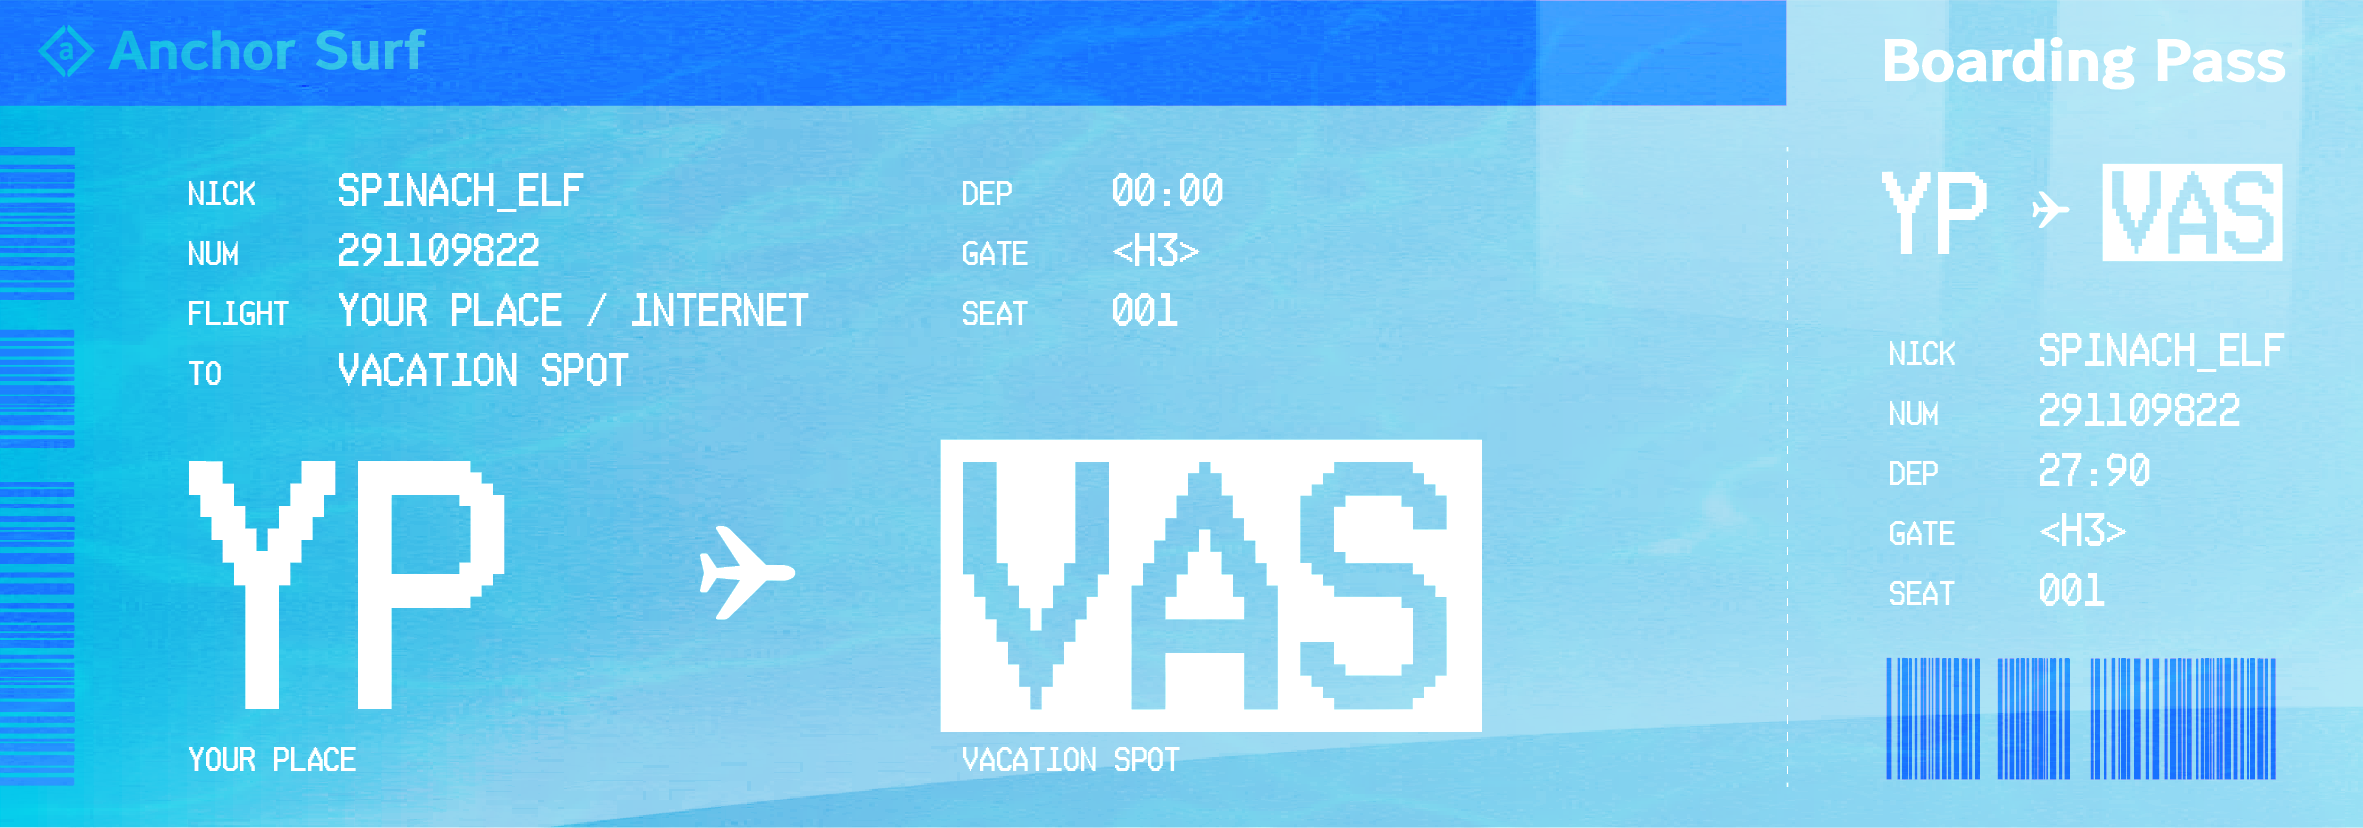 a Anchor Surf
Boarding Pass
NICK SPINACH_ELF
NUM 291109822
FLIGHT YOUR PLACE / INTERNET
TO VACATION SPOT
DEP 00:00
GATE <H3>
SEAT 001
YP
VAS
YOUR PLACE
VACATION SPOT
YP VAS
NICK SPINACH_ELF
NUM 291109822
DEP 27:90
GATE <H3>
SEAT 001